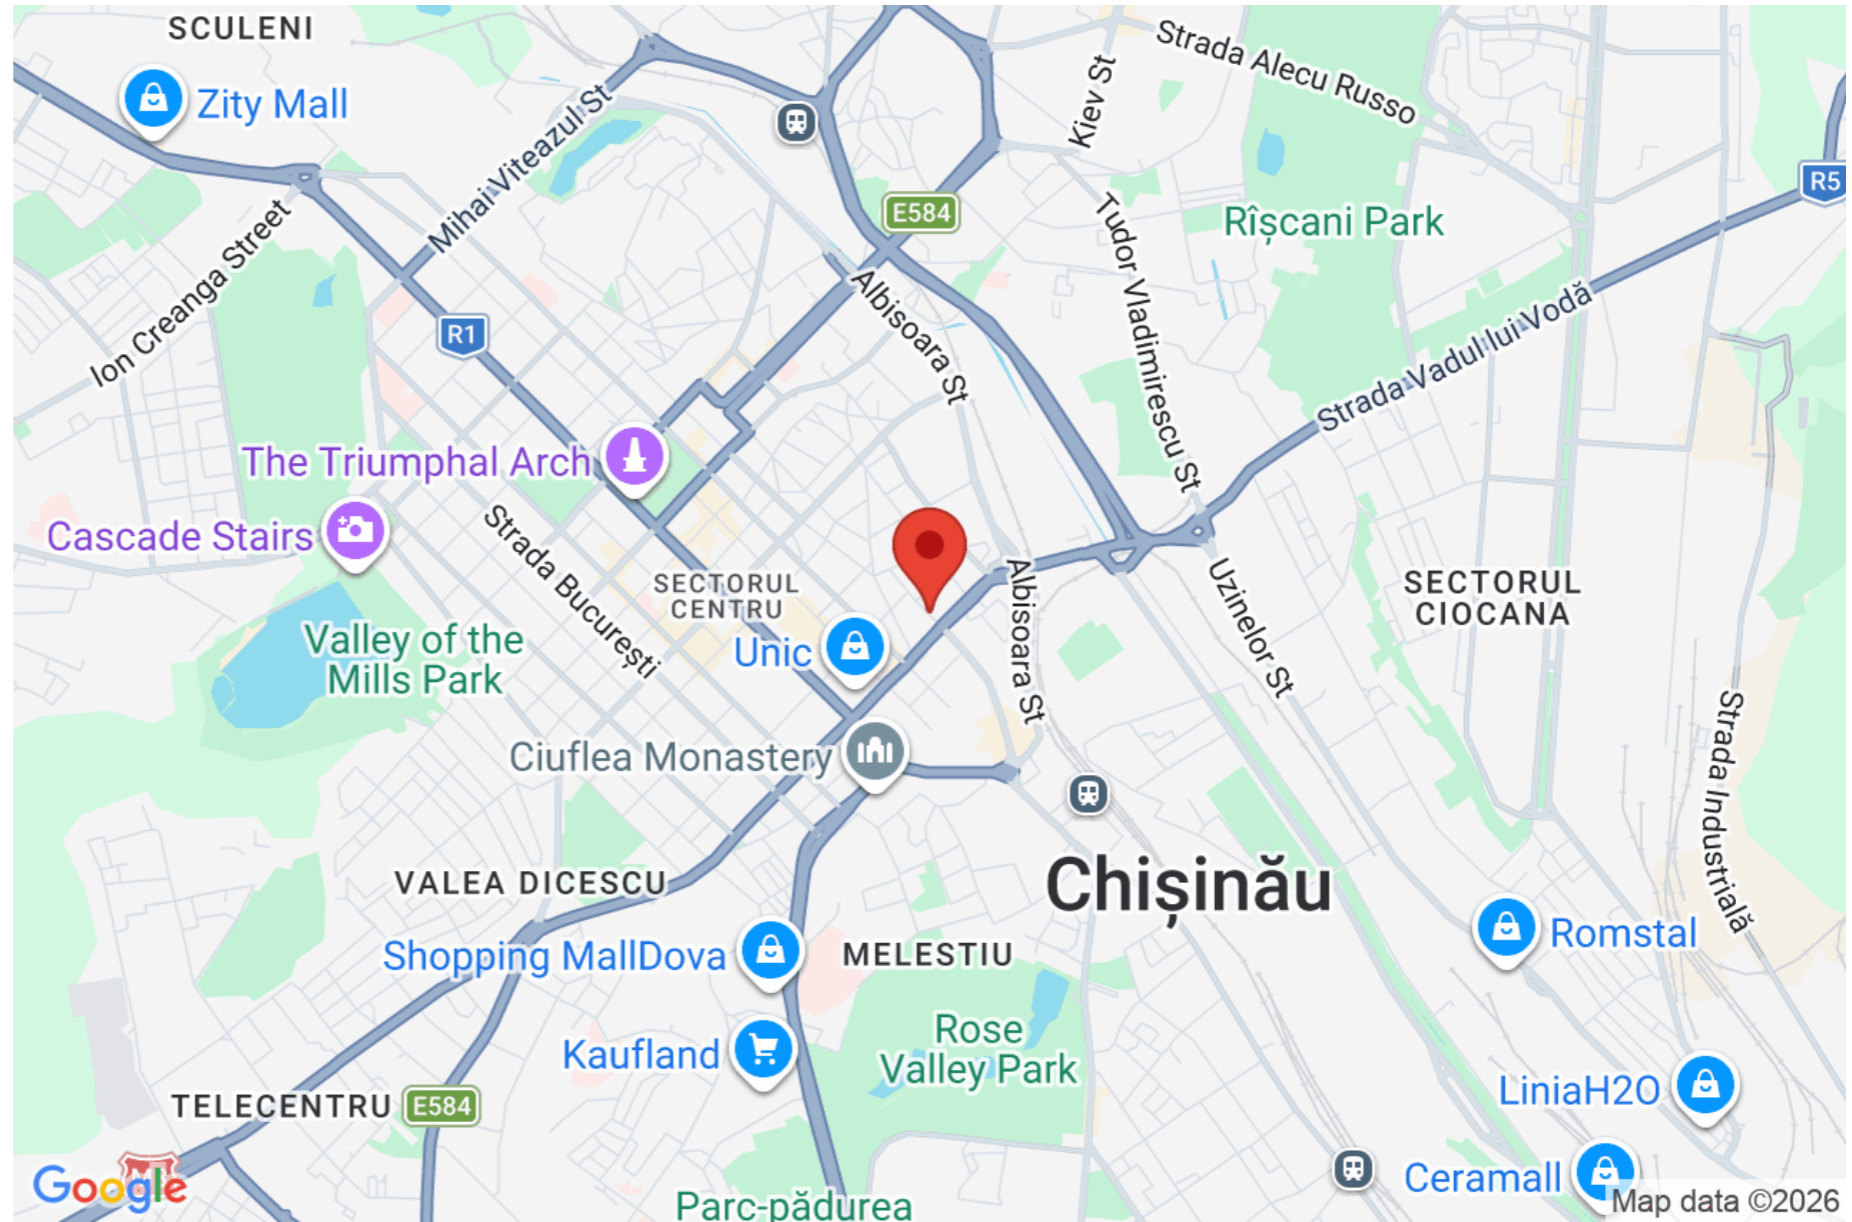 SCULENI
Zity Mall
Mihai Viteazul St
Ion Creanga Street
R1
Strada Alecu Russo
Kiev St
E584
Albisoara St
Tudor Vladimirescu St
Rîșcani Park
R5
Strada Vadul lui Vodă
The Triumphal Arch
Cascade Stairs
Strada București
SECTORUL
CENTRU
Unic
Albisoara St
Uzinelor St
SECTORUL
CIOCANA
Valley of the
Mills Park
Ciuflea Monastery
Strada Industrială
VALEA DICESCU
Chișinău
Shopping MallDova
MELESTIU
Romstal
Kaufland
Rose
Valley Park
LiniaH2O
TELECENTRU
E584
Google
Ceramall
Parc-pădurea
Map data ©2026